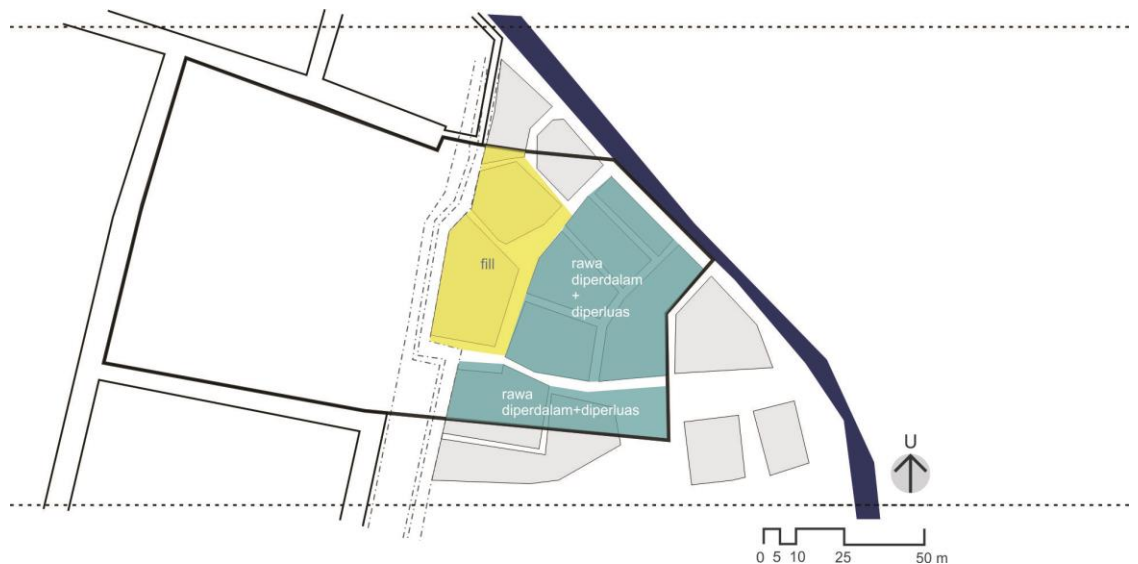 fill
rawa
diperdalam
+
diperluas
rawa
diperdalam+diperluas
U
0 5 10 25 50 m